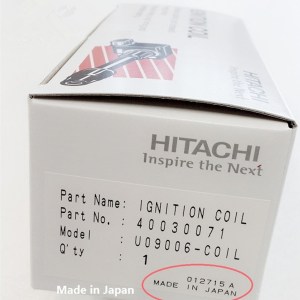 HITACHI
Inspire the Next
Part Name: IGNITION COIL
Part No. : 40030071
Model : U09006-COIL
Q'ty : 1
012715A
MADE IN JAPAN
Made in Japan